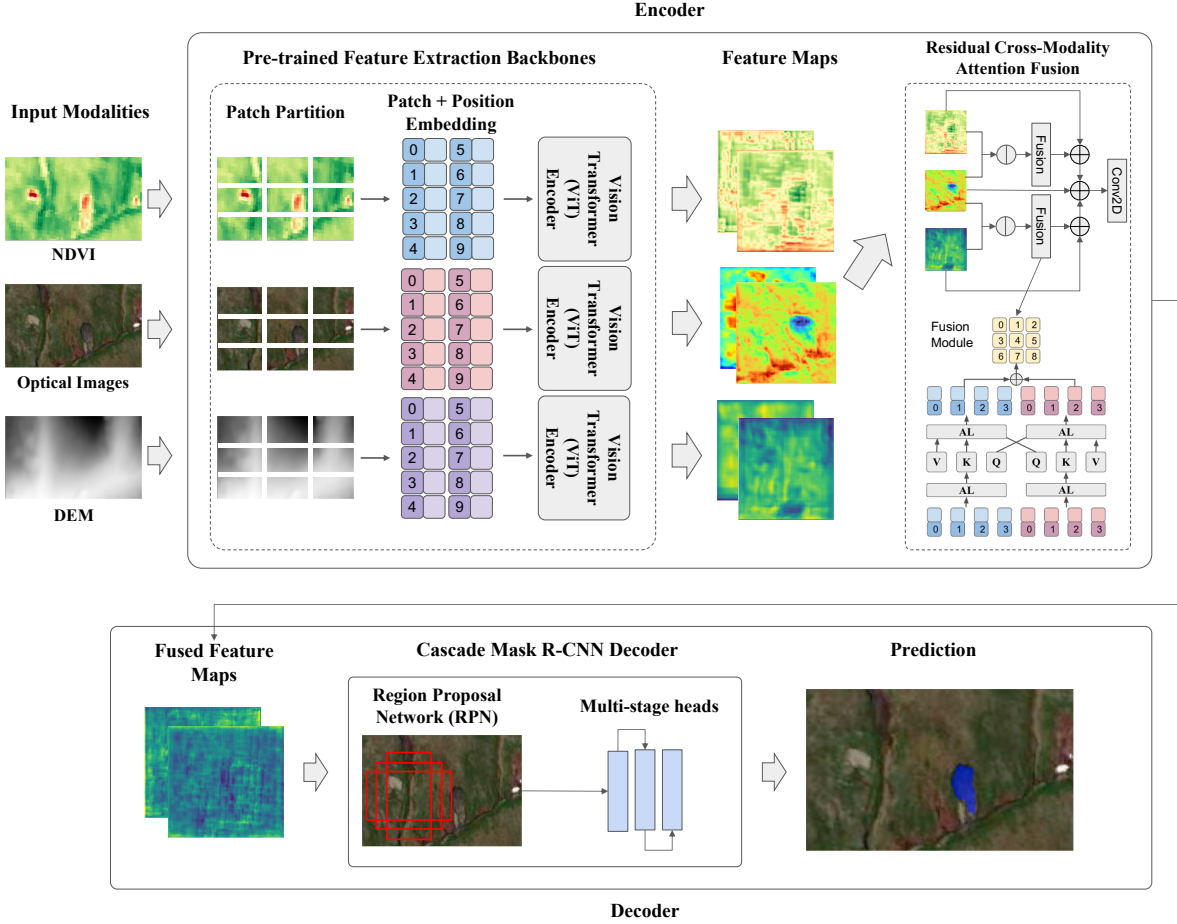 Encoder
Pre-trained Feature Extraction Backbones
Feature Maps
Residual Cross-Modality
Attention Fusion
Input Modalities
Patch Partition
Patch + Position
Embedding
NDVI
Optical Images
DEM
0 5
1 6
2 7
3 8
4 9
Vision
Transformer
(ViT)
Encoder
0 5
1 6
2 7
3 8
4 9
Vision
Transformer
(ViT)
Encoder
0 5
1 6
2 7
3 8
4 9
Vision
Transformer
(ViT)
Encoder
Fusion
Fusion
Conv2D
Fusion
Module
0 1 2
3 4 5
6 7 8
0 1 2 3 0 1 2 3
AL AL
V K Q Q K V
AL AL
0 1 2 3 0 1 2 3
Fused Feature
Maps
Cascade Mask R-CNN Decoder
Prediction
Region Proposal
Network (RPN)
Multi-stage heads
Decoder